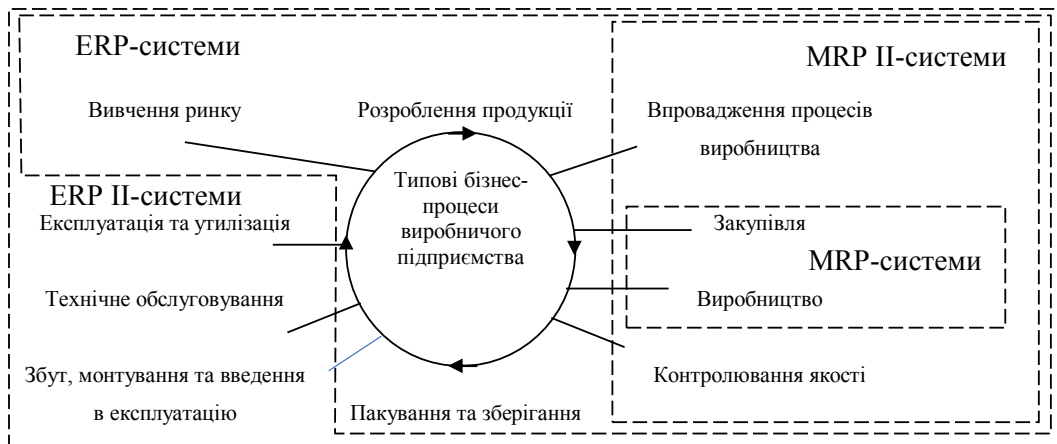 ERP-системи
MRP II-системи
Вивчення ринку
Розроблення продукції
Впровадження процесів
виробництва
Типові бізнес-
процеси
виробничого
підприємства
ERP II-системи
Експлуатація та утилізація
Закупівля
MRP-системи
Технічне обслуговування
Виробництво
Збут, монтування та введення
в експлуатацію
Контролювання якості
Пакування та зберігання